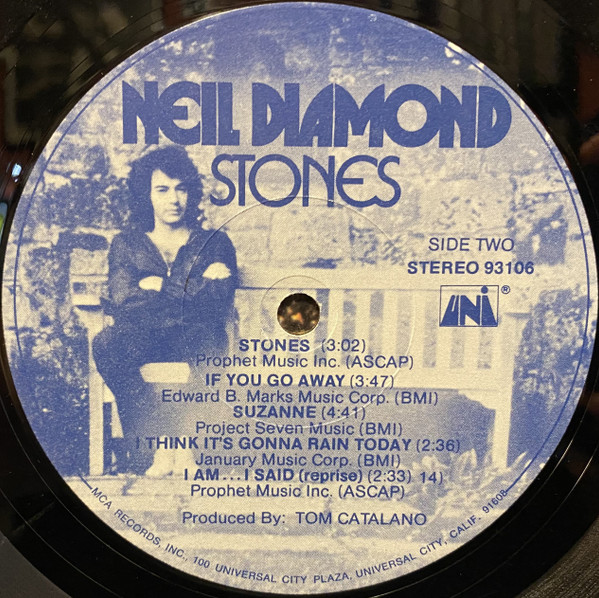 NEIL DIAMOND
STONES
SIDE TWO
STEREO 93106
UNI ®
STONES (3:02)
Prophet Music Inc. (ASCAP)
IF YOU GO AWAY (3:47)
Edward B. Marks Music Corp. (BMI)
SUZANNE (4:41)
Project Seven Music (BMI)
I THINK IT'S GONNA RAIN TODAY (2:36)
January Music Corp. (BMI)
I AM...I SAID (reprise) (2:33) 14)
Prophet Music Inc. (ASCAP)
Produced By: TOM CATALANO
MCA RECORDS, INC., 100 UNIVERSAL CITY PLAZA, UNIVERSAL CITY, CALIF. 91608